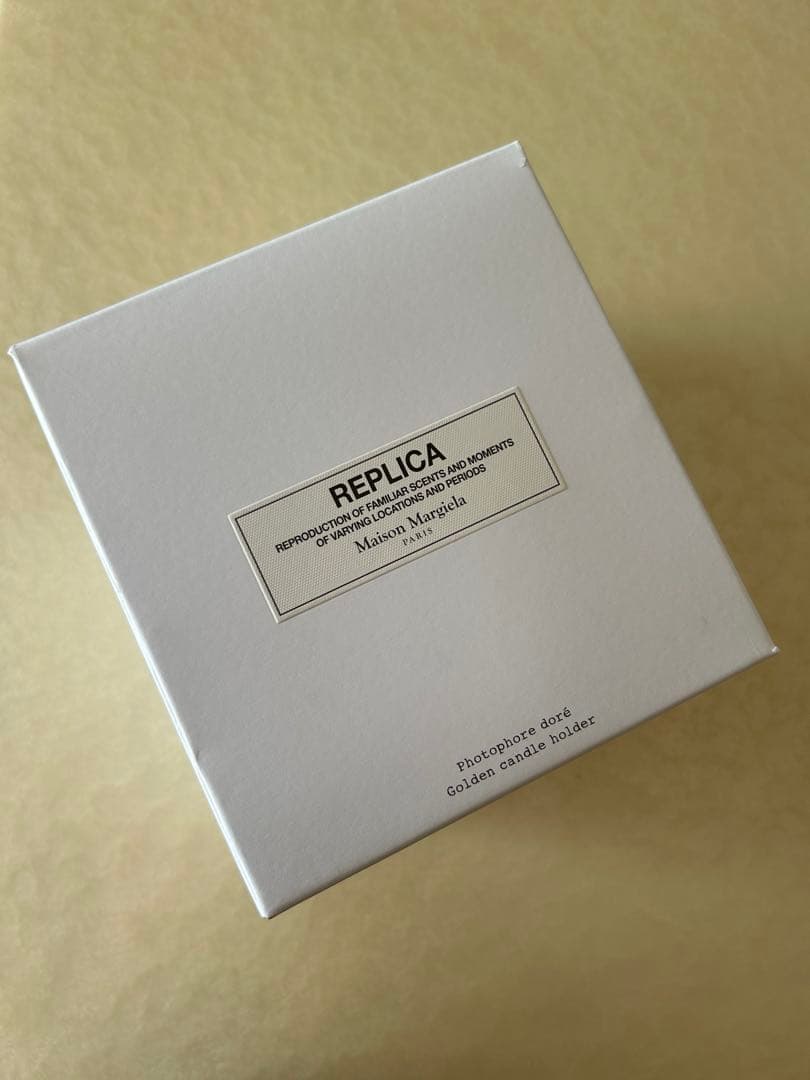 REPLICA
REPRODUCTION OF FAMILIAR SCENTS AND MOMENTS
OF VARYING LOCATIONS AND PERIODS
Maison Margiela
PARIS
Photophore doré
Golden candle holder